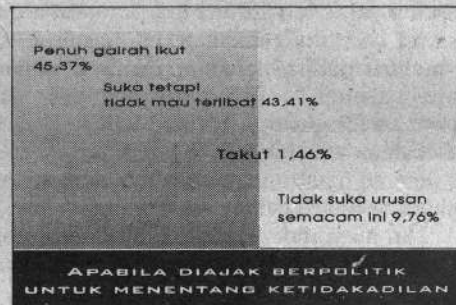 Penuh gairah ikut
45,37%
Suka tetapi
tidak mau terlibat 43,41%
Takut 1,46%
Tidak suka urusan
semacam ini 9,76%
APABILA DIAJAK BERPOLITIK
UNTUK MENENTANG KETIDAKADILAN